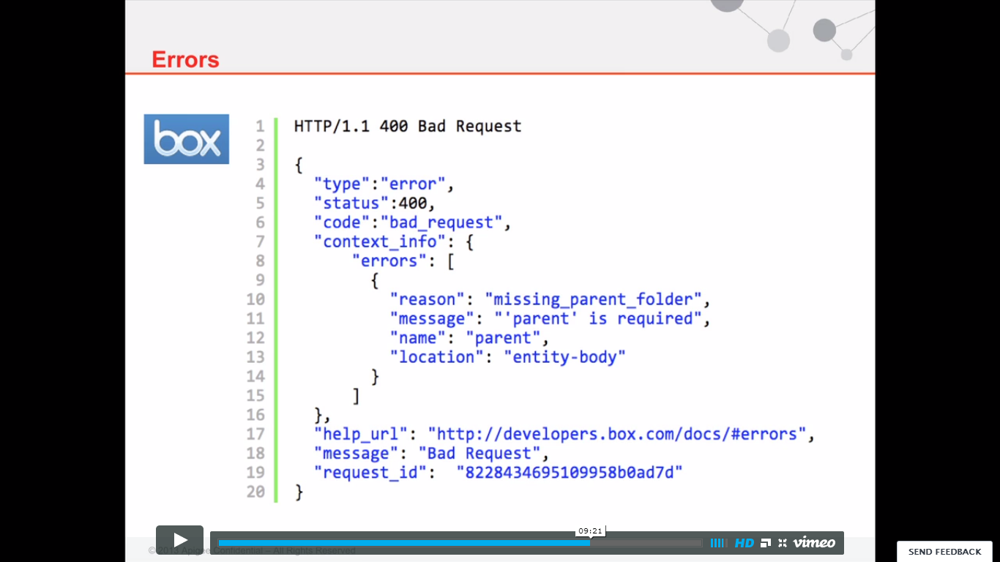 Errors
box
1 HTTP/1.1 400 Bad Request
2
3 {
4 "type":"error",
5 "status":400,
6 "code":"bad_request",
7 "context_info": {
8 "errors": [
9 {
10 "reason": "missing_parent_folder",
11 "message": "'parent' is required",
12 "name": "parent",
13 "location": "entity-body"
14 }
15 ]
16 },
17 "help_url": "http://developers.box.com/docs/#errors",
18 "message": "Bad Request",
19 "request_id": "8228434695109958b0ad7d"
20 }
09:21
HD vimeo
© 2013 Apigee Confidential – All Rights Reserved
SEND FEEDBACK